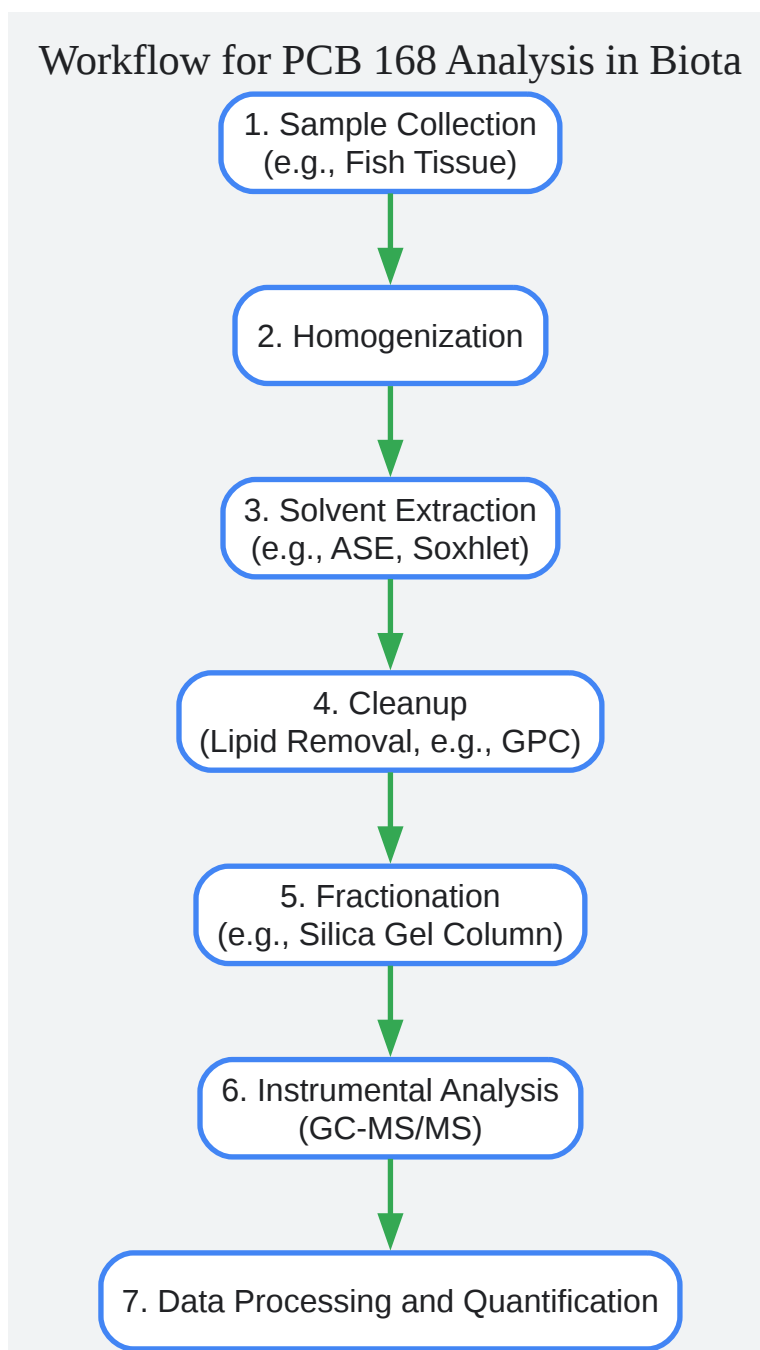 Workflow for PCB 168 Analysis in Biota
1. Sample Collection
(e.g., Fish Tissue)
2. Homogenization
3. Solvent Extraction
(e.g., ASE, Soxhlet)
4. Cleanup
(Lipid Removal, e.g., GPC)
5. Fractionation
(e.g., Silica Gel Column)
6. Instrumental Analysis
(GC-MS/MS)
7. Data Processing and Quantification